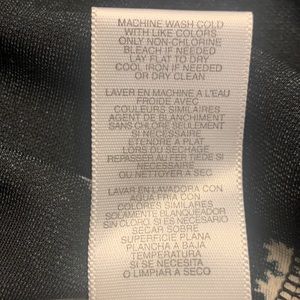 MACHINE WASH COLD
WITH LIKE COLORS
ONLY NON-CHLORINE
BLEACH IF NEEDED
LAY FLAT TO DRY
COOL IRON IF NEEDED
OR DRY CLEAN
LAVER EN MACHINE A L'EAU
FROIDE AVEC
COULEURS SIMILAIRES
AGENT DE BLANCHIMENT
SANS CHLORE SEULEMENT
SI NECESSAIRE
ETENDRE A PLAT
LORS DU SECHAGE
REPASSER AU FER TIEDE SI
NECESSAIRE
OU NETTOYER A SEC
LAVAR EN LAVADORA CON
AGUA FRIA CON
COLORES SIMILARES
SOLAMENTE BLANQUEADOR
SIN CLORO, SI ES NECESARIO
SECAR SOBRE
SUPERFICIE PLANA
PLANCHA A BAJA
TEMPERATURA
SI SE NECESITA
O LIMPIAR A SECO